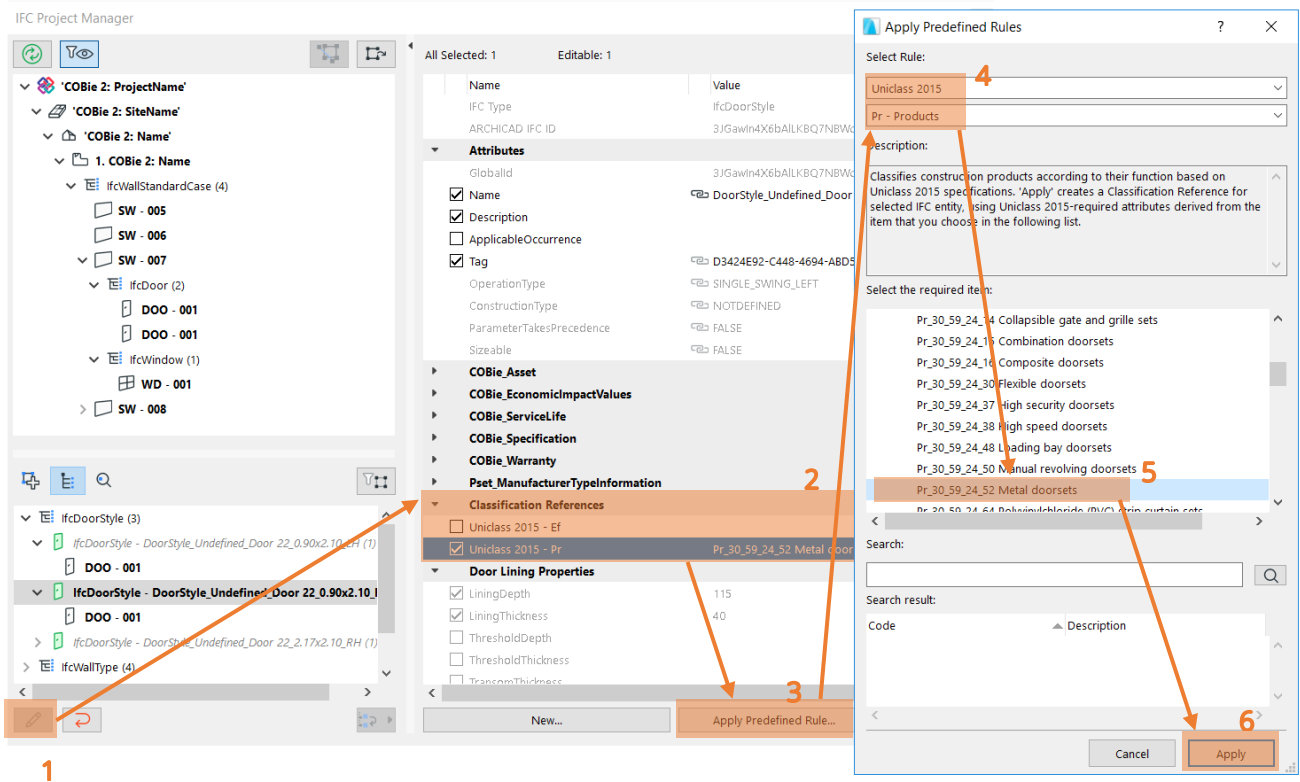 IFC Project Manager
'COBie 2: ProjectName'
'COBie 2: SiteName'
'COBie 2: Name'
1. COBie 2: Name
IfcWallStandardCase (4)
SW - 005
SW - 006
SW - 007
IfcDoor (2)
DOO - 001
DOO - 001
IfcWindow (1)
WD - 001
SW - 008
IfcDoorStyle (3)
IfcDoorStyle - DoorStyle_Undefined_Door 22_0.90x2.10_LH (1)
DOO - 001
IfcDoorStyle - DoorStyle_Undefined_Door 22_0.90x2.10_
DOO - 001
IfcDoorStyle - DoorStyle_Undefined_Door 22_2.17x2.10_RH (1)
IfcWallType (4)
1
All Selected: 1 Editable: 1
Name Value
IFC Type IfcDoorStyle
ARCHICAD IFC ID
Attributes
GlobalId
Name DoorStyle_Undefined_Door
Description
ApplicableOccurrence
Tag D3424E92-C448-4694-ABD5
OperationType SINGLE_SWING_LEFT
ConstructionType NOTDEFINED
ParameterTakesPrecedence FALSE
Sizeable FALSE
COBie_Asset
COBie_EconomicImpactValues
COBie_ServiceLife
COBie_Specification
COBie_Warranty
Pset_ManufacturerTypeInformation
2
Classification References
Uniclass 2015 - Ef
Uniclass 2015 - Pr Pr_30_59_24_52 Metal door
Door Lining Properties
LiningDepth 115
LiningThickness 40
ThresholdDepth
ThresholdThickness
TransomThickness
3
New... Apply Predefined Rule...
Apply Predefined Rules ?
Select Rule:
4
Uniclass 2015
Pr - Products
Description:
Classifies construction products according to their function based on
Uniclass 2015 specifications. 'Apply' creates a Classification Reference for
selected IFC entity, using Uniclass 2015-required attributes derived from the
item that you choose in the following list.
Select the required item:
Pr_30_59_24_14 Collapsible gate and grille sets
Pr_30_59_24_15 Combination doorsets
Pr_30_59_24_16 Composite doorsets
Pr_30_59_24_30 Flexible doorsets
Pr_30_59_24_37 High security doorsets
Pr_30_59_24_38 High speed doorsets
Pr_30_59_24_48 Loading bay doorsets
Pr_30_59_24_50 Manual revolving doorsets
5
Pr_30_59_24_52 Metal doorsets
Pr_30_59_24_64 Polyvinylchloride (PVC) strip curtain sets
Search:
Search result:
Code Description
6
Cancel Apply